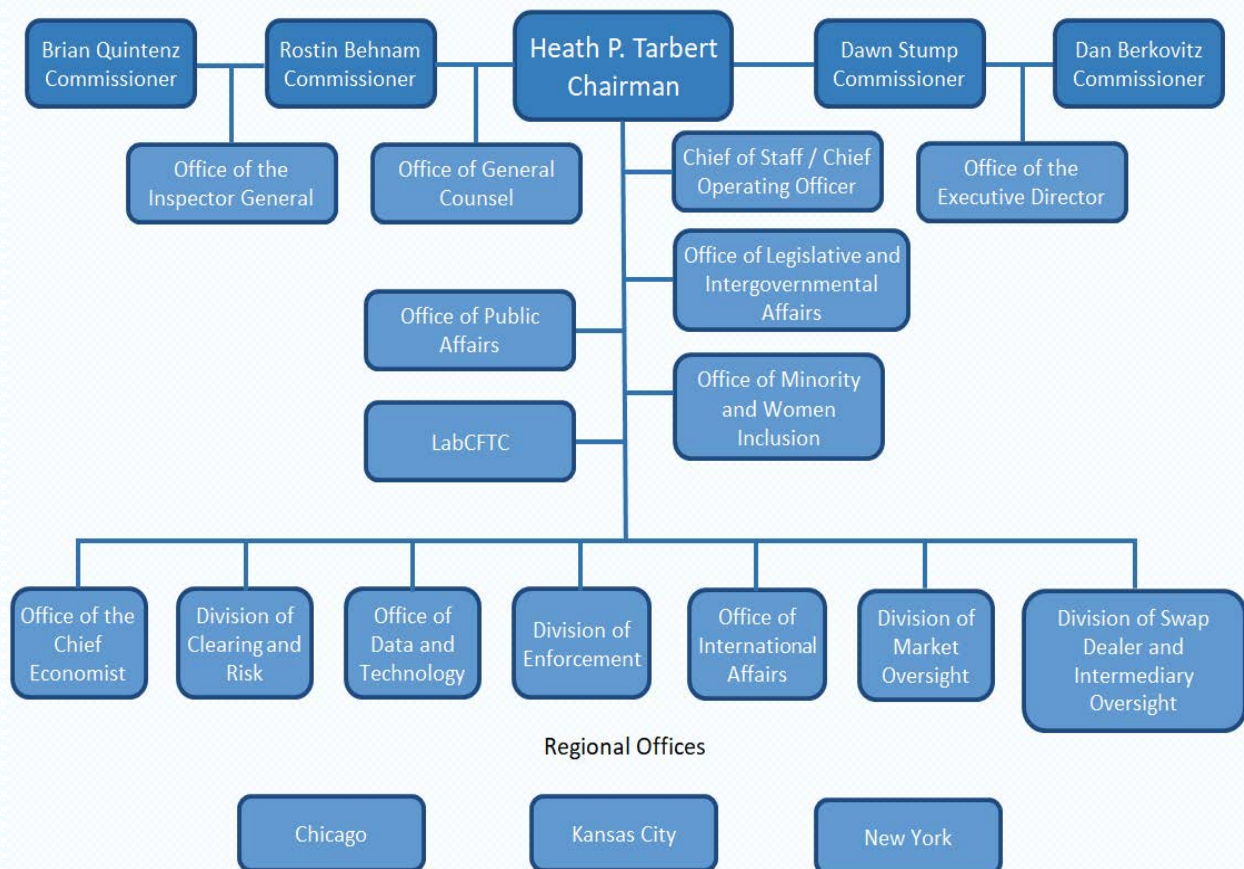 Brian Quintenz
Commissioner
Rostin Behnam
Commissioner
Heath P. Tarbert
Chairman
Dawn Stump
Commissioner
Dan Berkovitz
Commissioner
Office of the
Inspector General
Office of General
Counsel
Chief of Staff / Chief
Operating Officer
Office of the
Executive Director
Office of Legislative and
Intergovernmental
Affairs
Office of Public
Affairs
Office of Minority
and Women
Inclusion
LabCFTC
Office of the
Chief
Economist
Division of
Clearing and
Risk
Office of
Data and
Technology
Division of
Enforcement
Office of
International
Affairs
Division of
Market
Oversight
Division of Swap
Dealer and
Intermediary
Oversight
Regional Offices
Chicago
Kansas City
New York